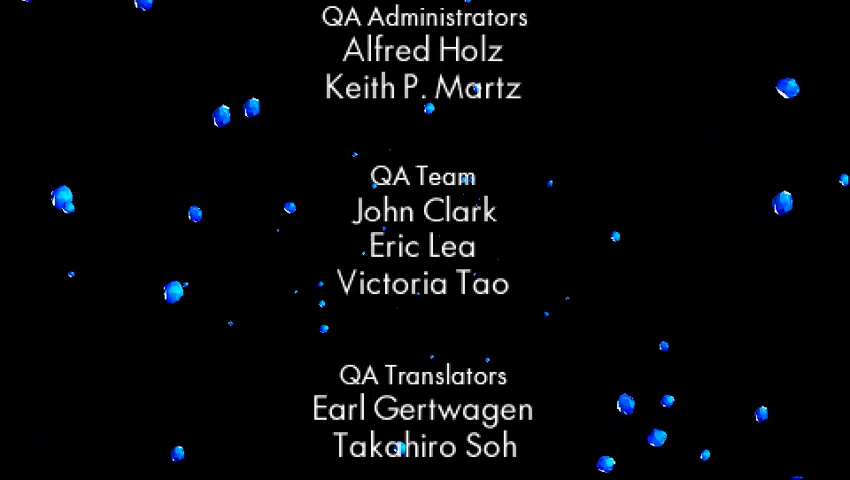 QA Administrators
Alfred Holz
Keith P. Martz
QA Team
John Clark
Eric Lea
Victoria Tao
QA Translators
Earl Gertwagen
Takahiro Soh